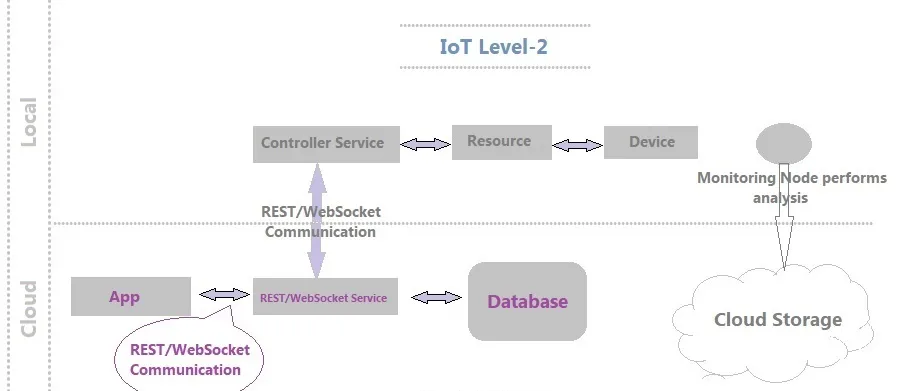 IoT Level-2
Local
Controller Service
Resource
Device
Monitoring Node performs
analysis
REST/WebSocket
Communication
Cloud
App
REST/WebSocket Service
Database
Cloud Storage
REST/WebSocket
Communication